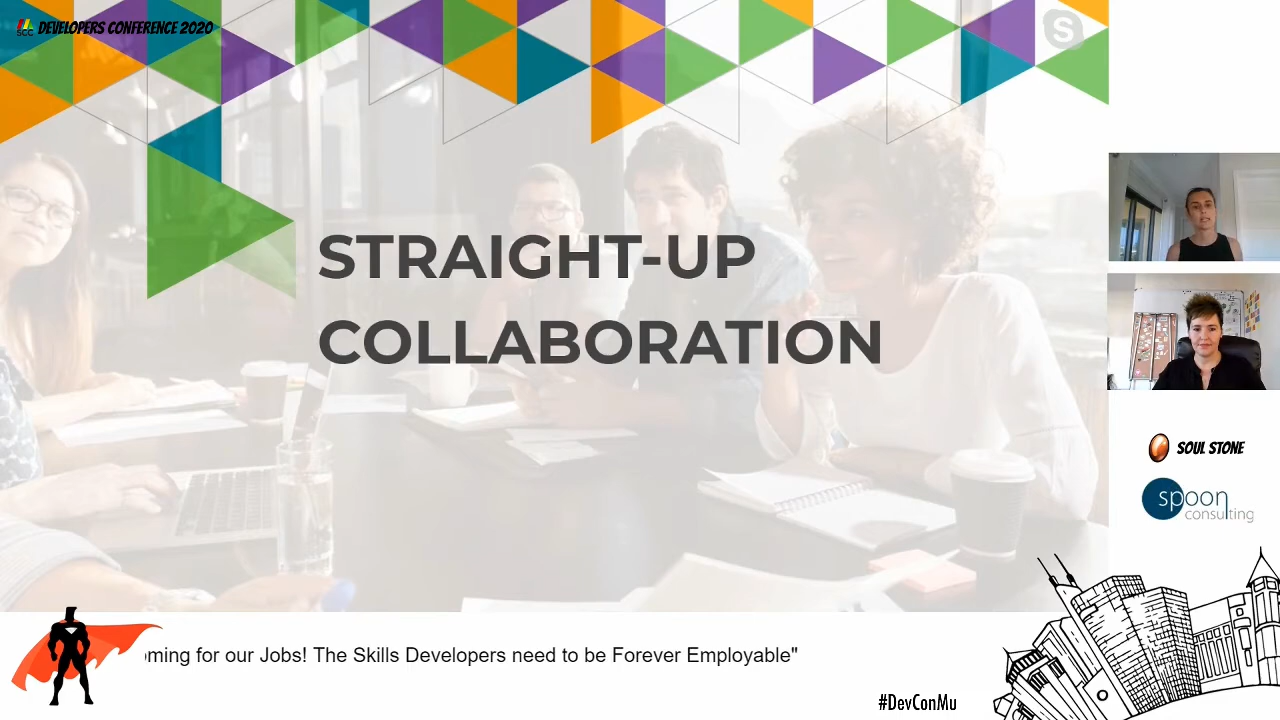 SCC DEVELOPERS CONFERENCE 2020
S
STRAIGHT-UP
COLLABORATION
SOUL STONE
spoon
consulting
oming for our Jobs! The Skills Developers need to be Forever Employable"
#DevConMu